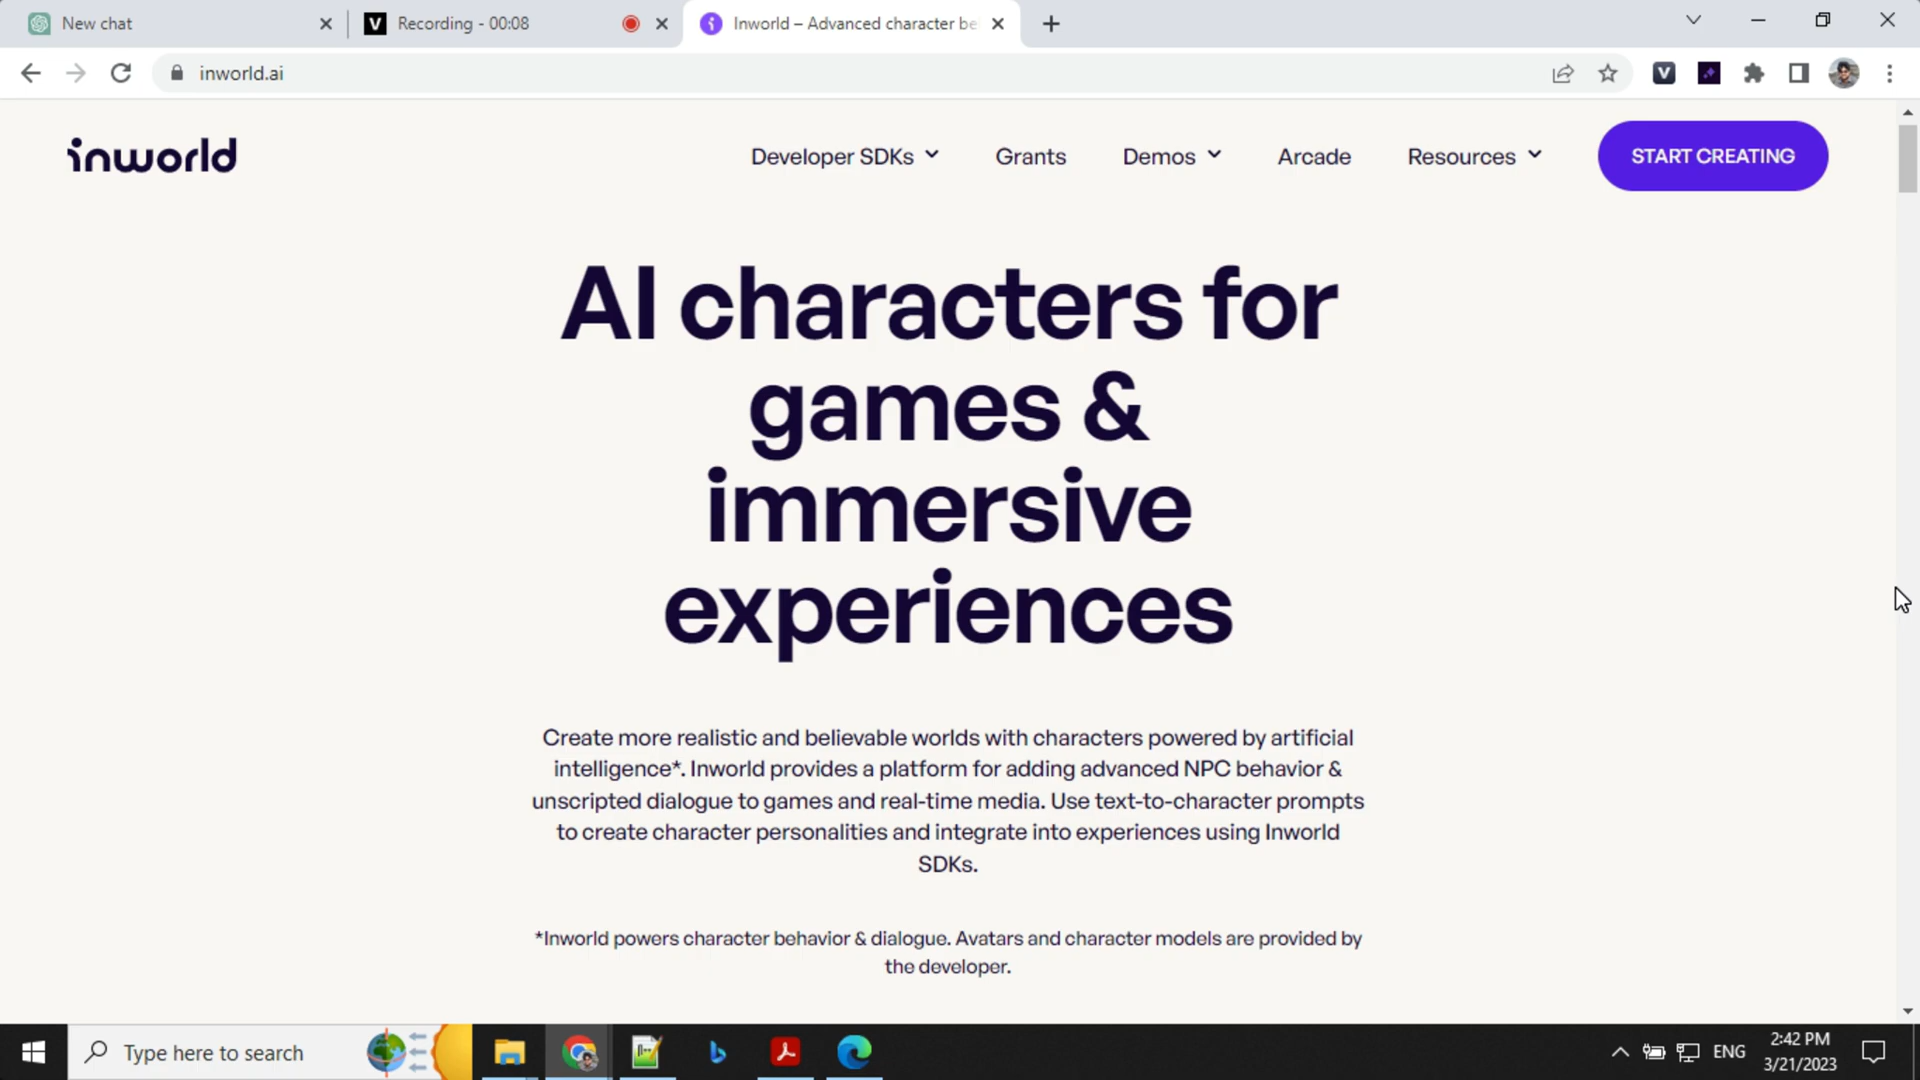 New chat
Recording - 00:08
Inworld – Advanced character be
inworld.ai
inworld
Developer SDKs
Grants
Demos
Arcade
Resources
START CREATING
AI characters for
games &
immersive
experiences
Create more realistic and believable worlds with characters powered by artificial
intelligence*. Inworld provides a platform for adding advanced NPC behavior &
unscripted dialogue to games and real-time media. Use text-to-character prompts
to create character personalities and integrate into experiences using Inworld
SDKs.
*Inworld powers character behavior & dialogue. Avatars and character models are provided by
the developer.
Type here to search
ENG
2:42 PM
3/21/2023